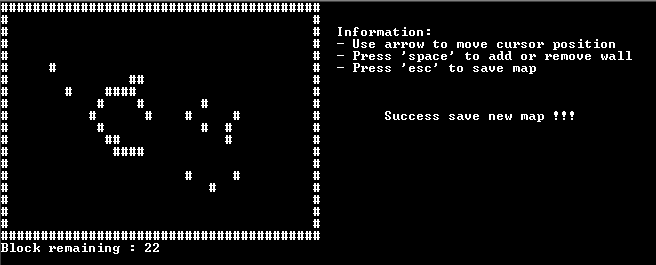 Information:
- Use arrow to move cursor position
- Press 'space' to add or remove wall
- Press 'esc' to save map
Success save new map !!!
Block remaining : 22